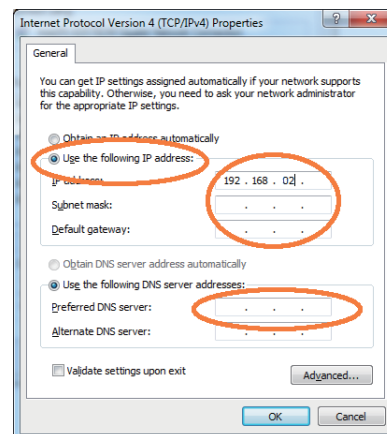 Internet Protocol Version 4 (TCP/IPv4) Properties
General
You can get IP settings assigned automatically if your network supports
this capability. Otherwise, you need to ask your network administrator
for the appropriate IP settings.
Obtain an IP address automatically
Use the following IP address:
IP address: 192 . 168 . 02 .
Subnet mask: . . .
Default gateway: . . .
Obtain DNS server address automatically
Use the following DNS server addresses:
Preferred DNS server: . . .
Alternate DNS server: . . .
Validate settings upon exit
Advanced...
OK Cancel